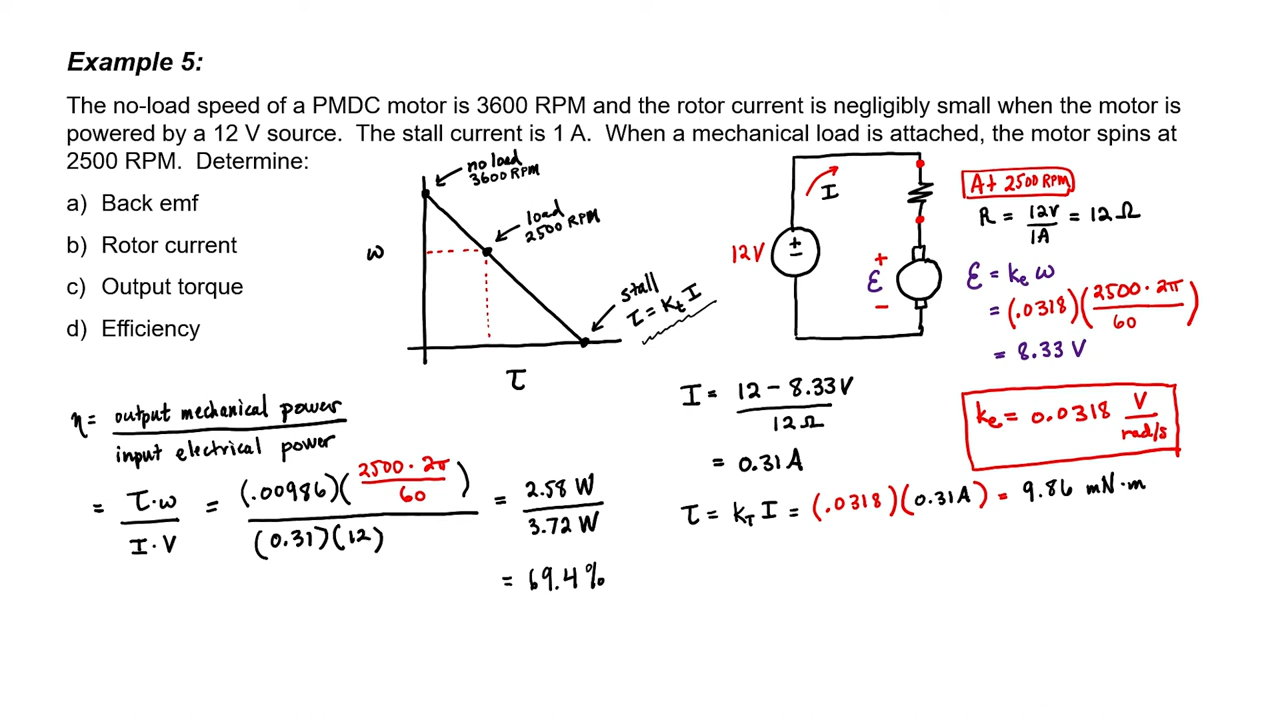 Example 5:
The no-load speed of a PMDC motor is 3600 RPM and the rotor current is negligibly small when the motor is
powered by a 12 V source. The stall current is 1 A. When a mechanical load is attached, the motor spins at
2500 RPM. Determine:
a) Back emf
b) Rotor current
c) Output torque
d) Efficiency
no load
3600 RPM
load
2500 RPM
ω
stall
τ = kt I
τ
I
12V
+
−
+
ε
−
At 2500 RPM
R = 12V / 1A = 12 Ω
ε = ke ω
= (.0318)(2500 · 2π / 60)
= 8.33 V
ke = 0.0318 V / rad/s
I = 12 − 8.33V / 12 Ω
= 0.31 A
τ = kT I = (.0318)(0.31A) = 9.86 mN·m
η = output mechanical power / input electrical power
= τ·ω / I·V = (.00986)(2500 · 2π / 60) / (0.31)(12) = 2.58 W / 3.72 W
= 69.4%